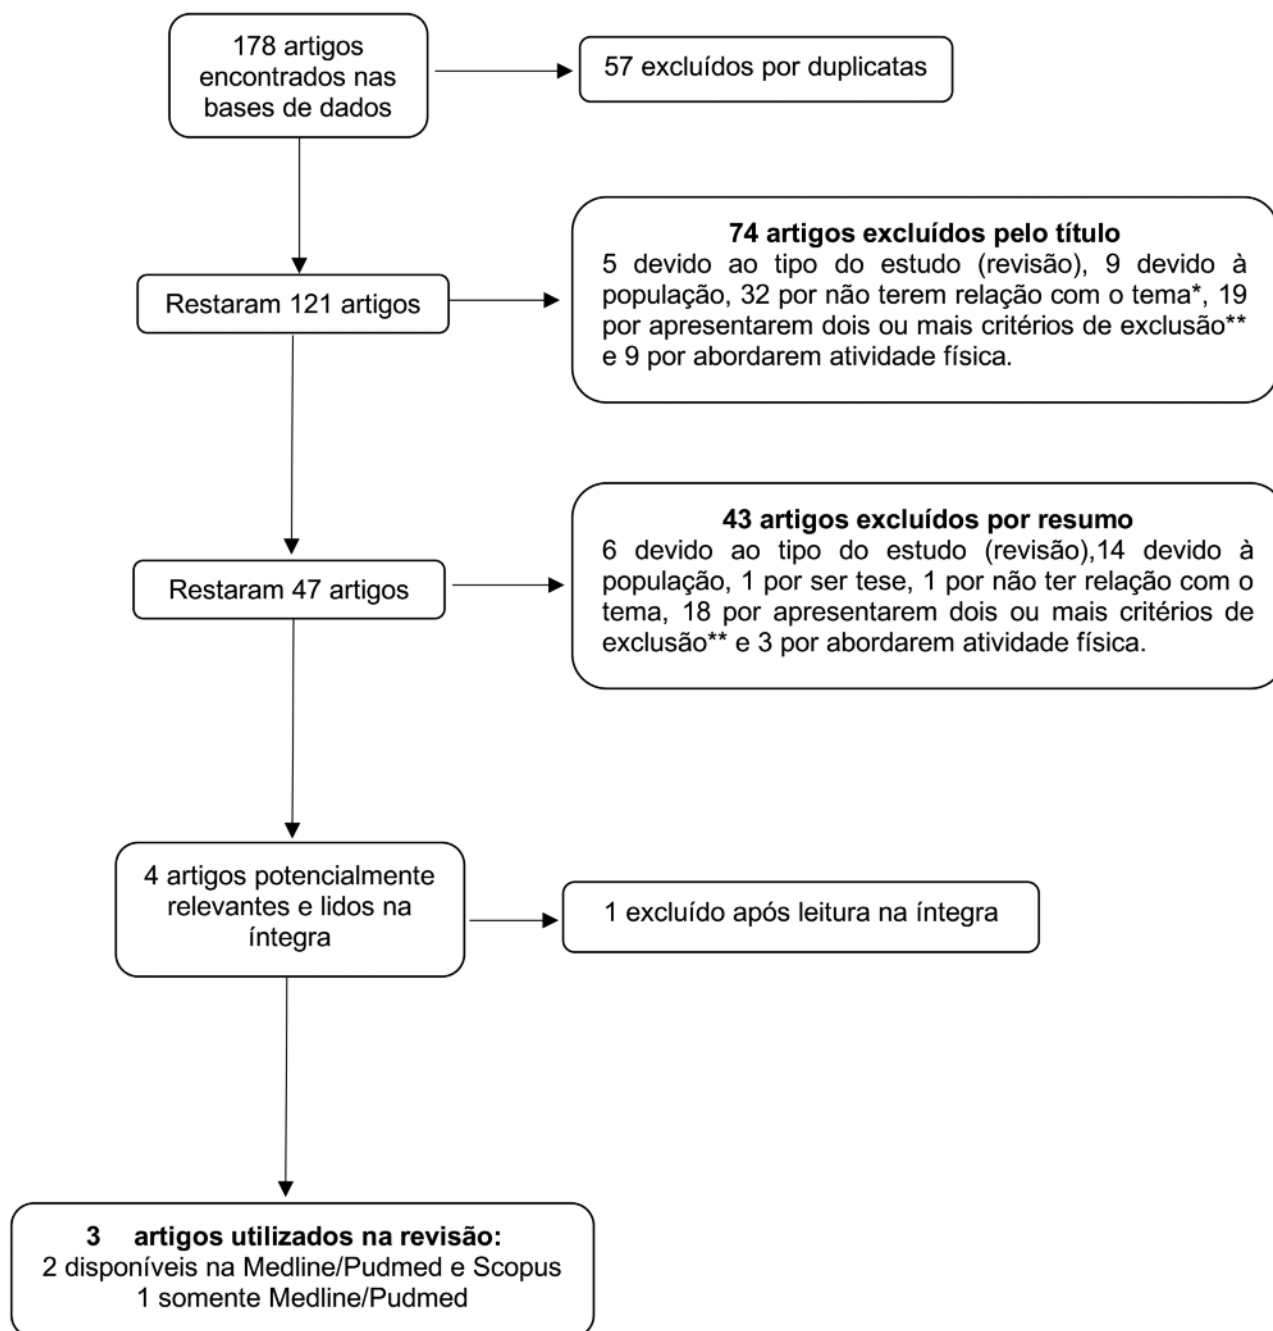 178 artigos
encontrados nas
bases de dados
57 excluídos por duplicatas
74 artigos excluídos pelo título
5 devido ao tipo do estudo (revisão), 9 devido à
população, 32 por não terem relação com o tema*, 19
por apresentarem dois ou mais critérios de exclusão**
e 9 por abordarem atividade física.
Restaram 121 artigos
43 artigos excluídos por resumo
6 devido ao tipo do estudo (revisão),14 devido à
população, 1 por ser tese, 1 por não ter relação com o
tema, 18 por apresentarem dois ou mais critérios de
exclusão** e 3 por abordarem atividade física.
Restaram 47 artigos
4 artigos potencialmente
relevantes e lidos na
íntegra
1 excluído após leitura na íntegra
3 artigos utilizados na revisão:
2 disponíveis na Medline/Pudmed e Scopus
1 somente Medline/Pudmed